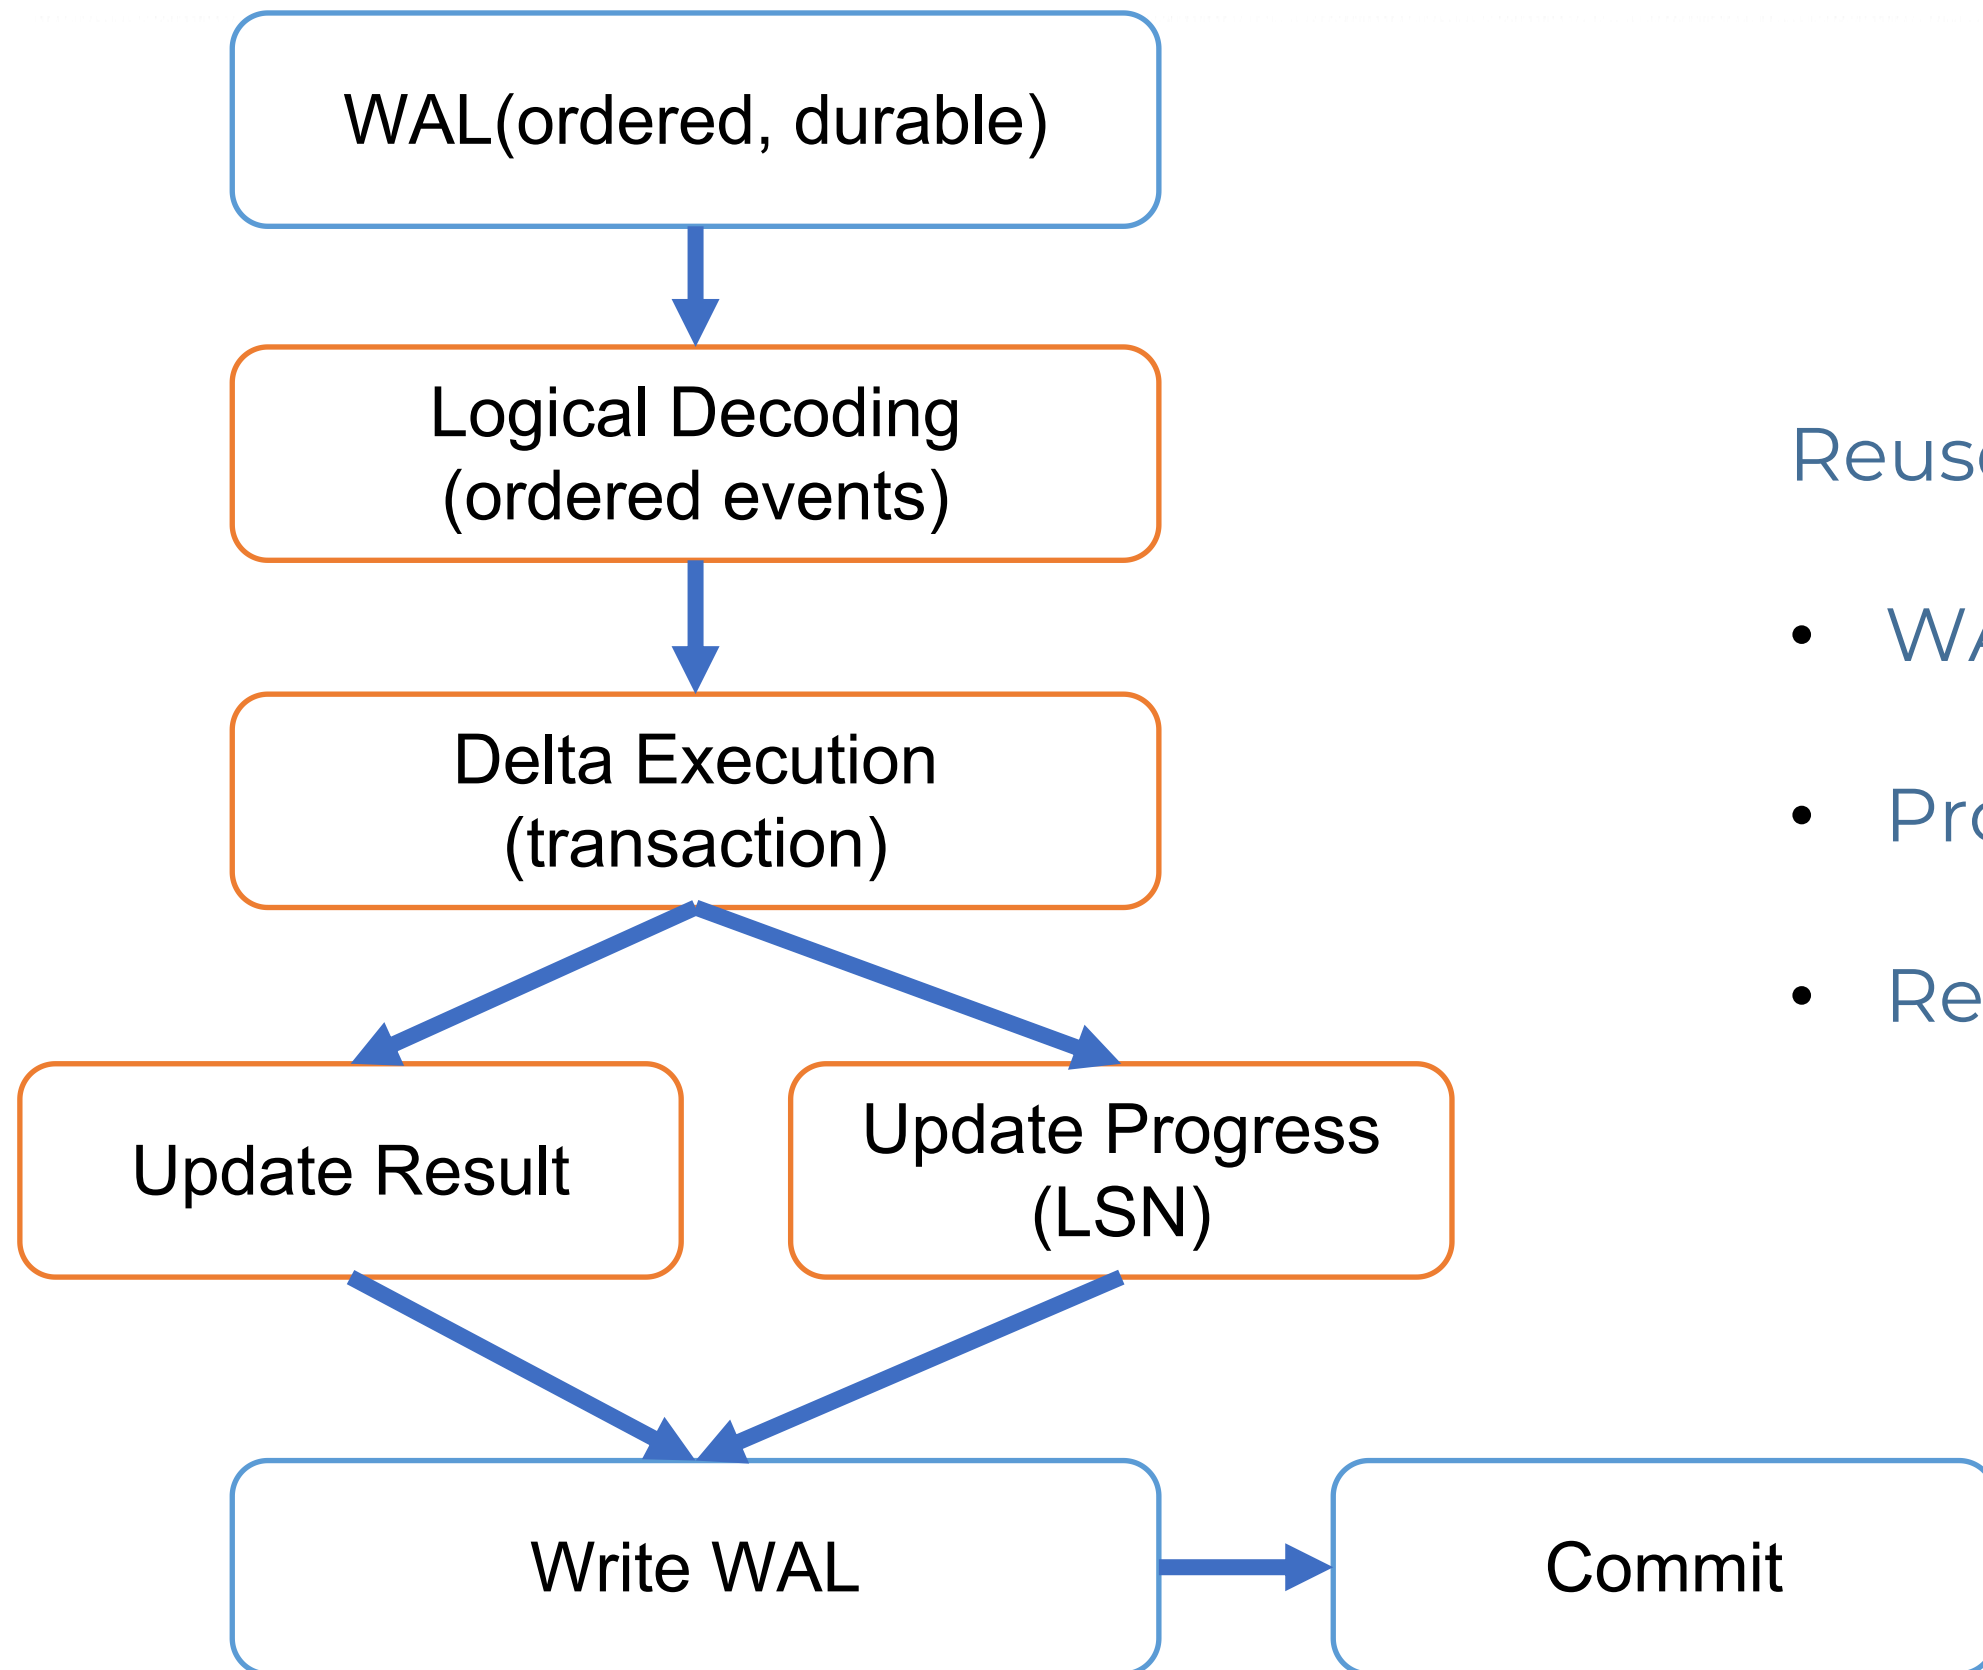 WAL(ordered, durable)
Logical Decoding
(ordered events)
Delta Execution
(transaction)
Update Result
Update Progress
(LSN)
Write WAL
Commit